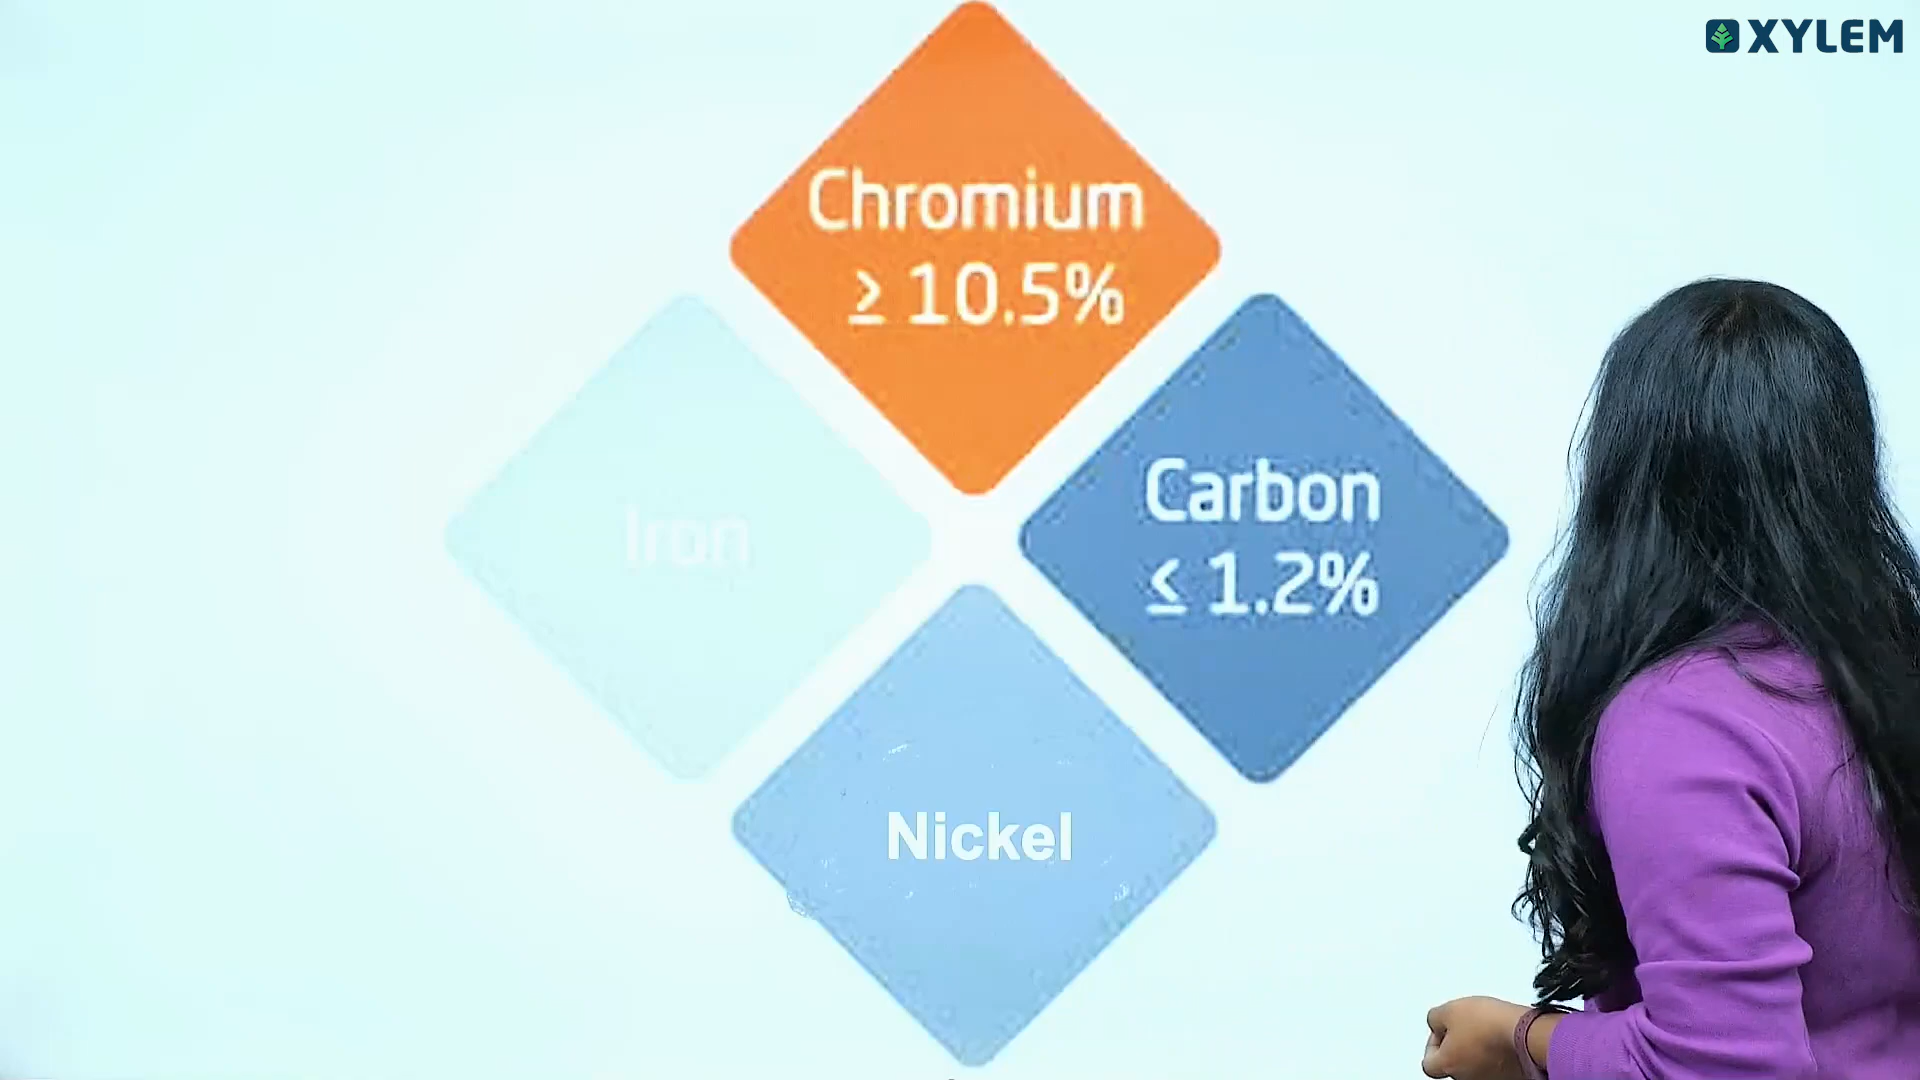 XYLEM
Chromium
≥ 10.5%
Iron
Carbon
≤ 1.2%
Nickel